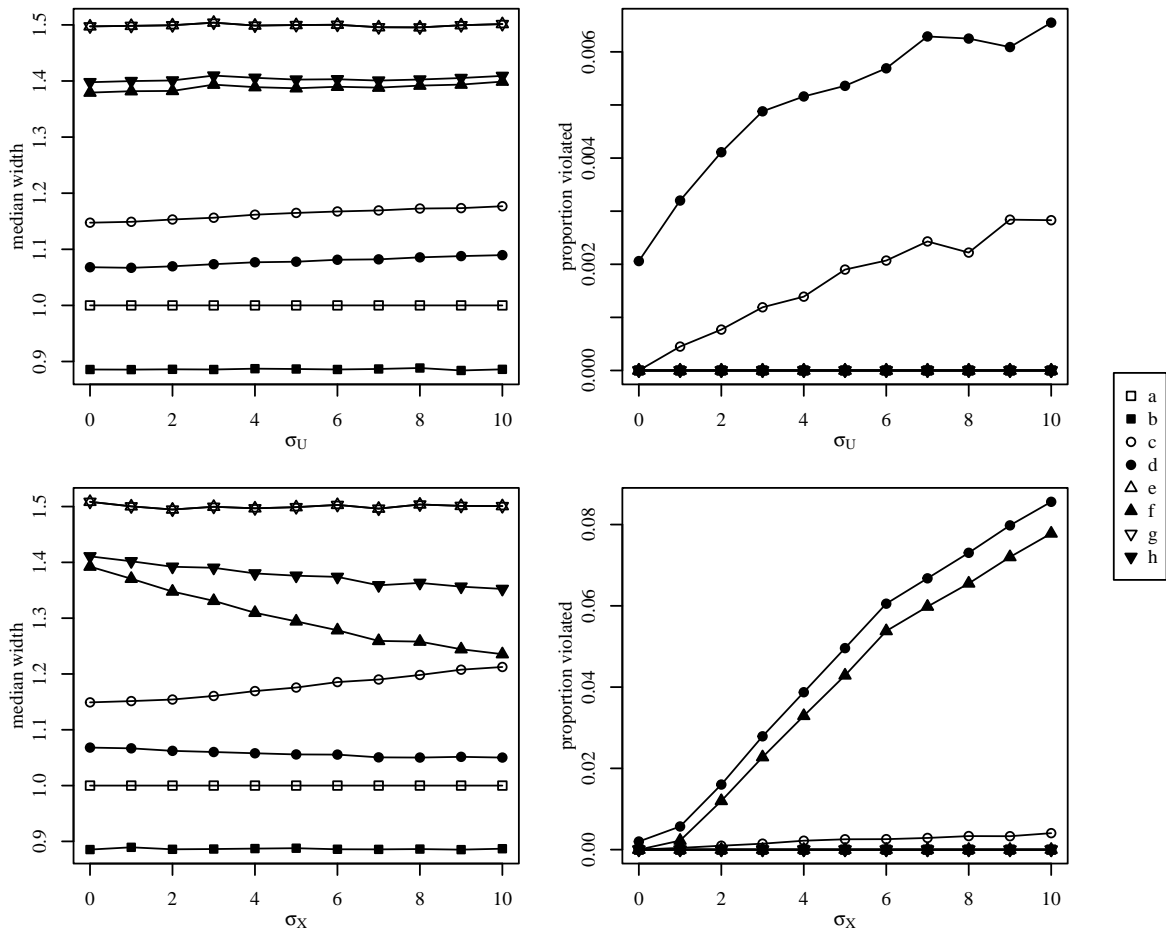 1.5
1.4
1.3
1.2
1.1
1.0
0.9
median width
0 2 4 6 8 10
σU
0.006
0.004
0.002
0.000
proportion violated
0 2 4 6 8 10
σU
1.5
1.4
1.3
1.2
1.1
1.0
0.9
median width
0 2 4 6 8 10
σX
0.08
0.06
0.04
0.02
0.00
proportion violated
0 2 4 6 8 10
σX
a
b
c
d
e
f
g
h